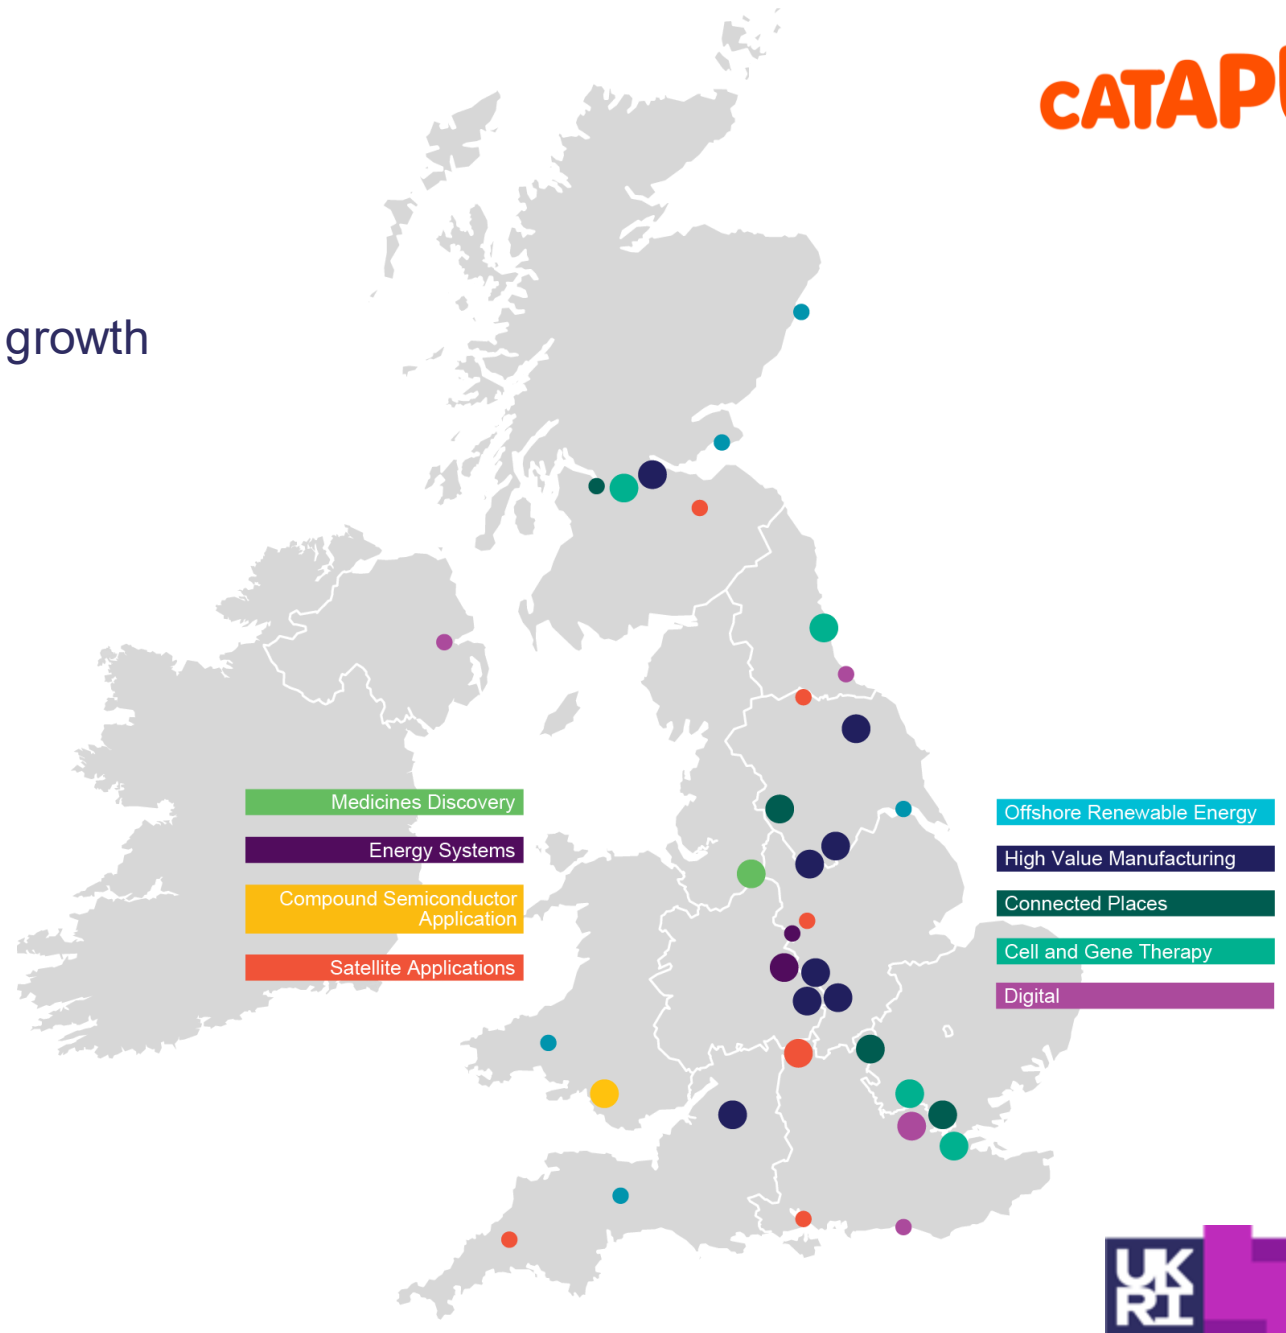 CATAPU
growth
Medicines Discovery
Energy Systems
Compound Semiconductor
Application
Satellite Applications
Offshore Renewable Energy
High Value Manufacturing
Connected Places
Cell and Gene Therapy
Digital
UK
RI